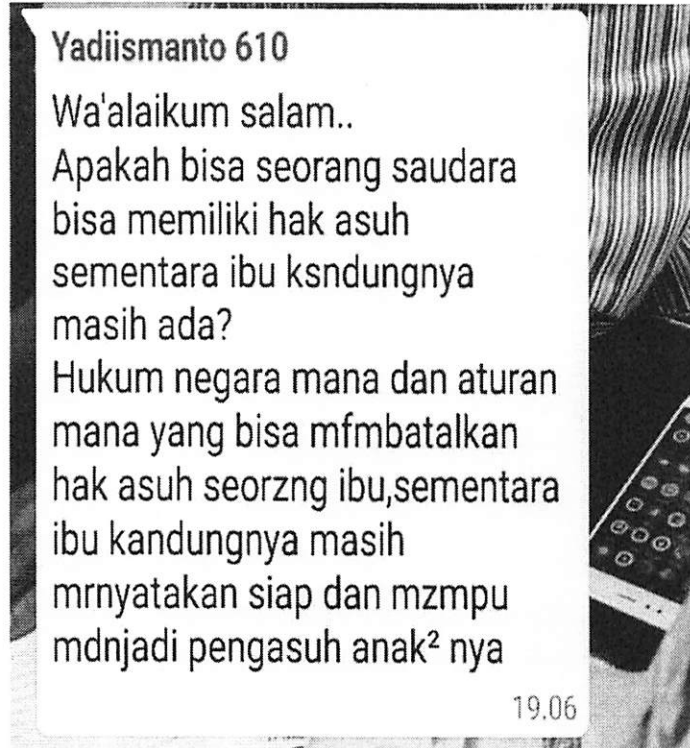 Yadiismanto 610
Wa'alaikum salam..
Apakah bisa seorang saudara
bisa memiliki hak asuh
sementara ibu ksndungnya
masih ada?
Hukum negara mana dan aturan
mana yang bisa mfmbatalkan
hak asuh seorzng ibu,sementara
ibu kandungnya masih
mrnyatakan siap dan mzmpu
mdnjadi pengasuh anak² nya
19.06